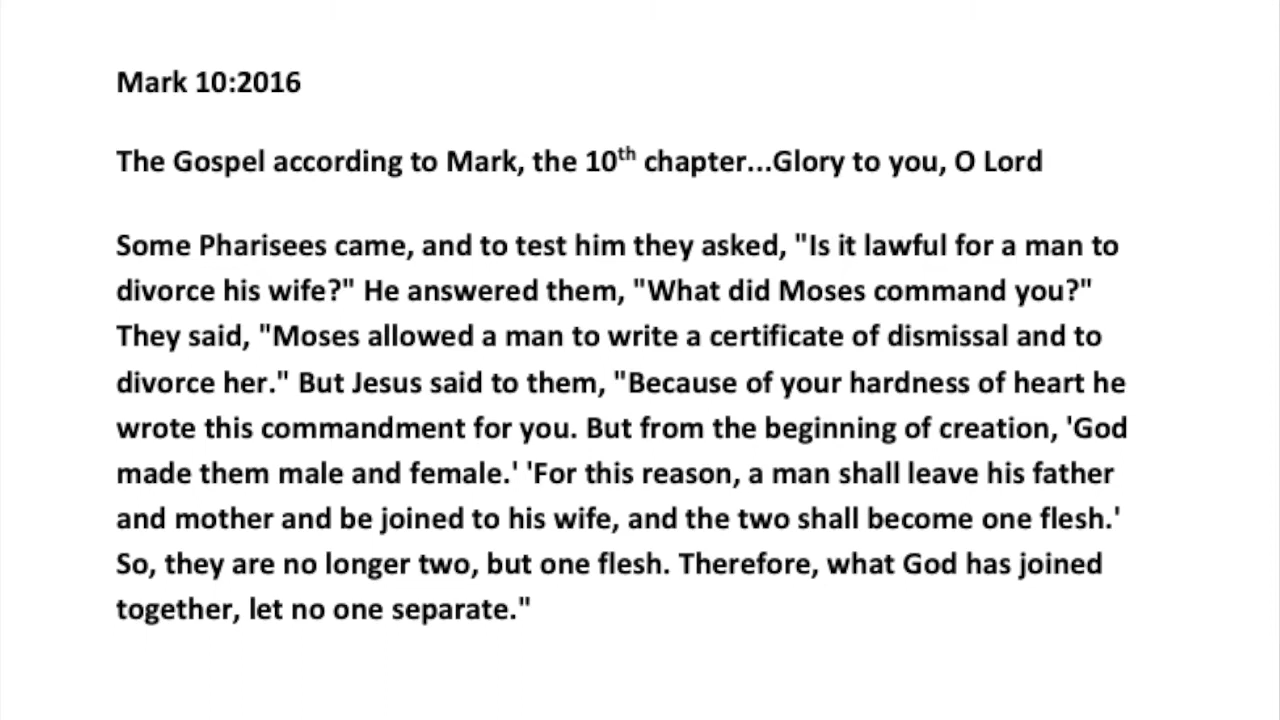 Mark 10:2016
The Gospel according to Mark, the 10th chapter...Glory to you, O Lord
Some Pharisees came, and to test him they asked, "Is it lawful for a man to
divorce his wife?" He answered them, "What did Moses command you?"
They said, "Moses allowed a man to write a certificate of dismissal and to
divorce her." But Jesus said to them, "Because of your hardness of heart he
wrote this commandment for you. But from the beginning of creation, 'God
made them male and female.' 'For this reason, a man shall leave his father
and mother and be joined to his wife, and the two shall become one flesh.'
So, they are no longer two, but one flesh. Therefore, what God has joined
together, let no one separate."